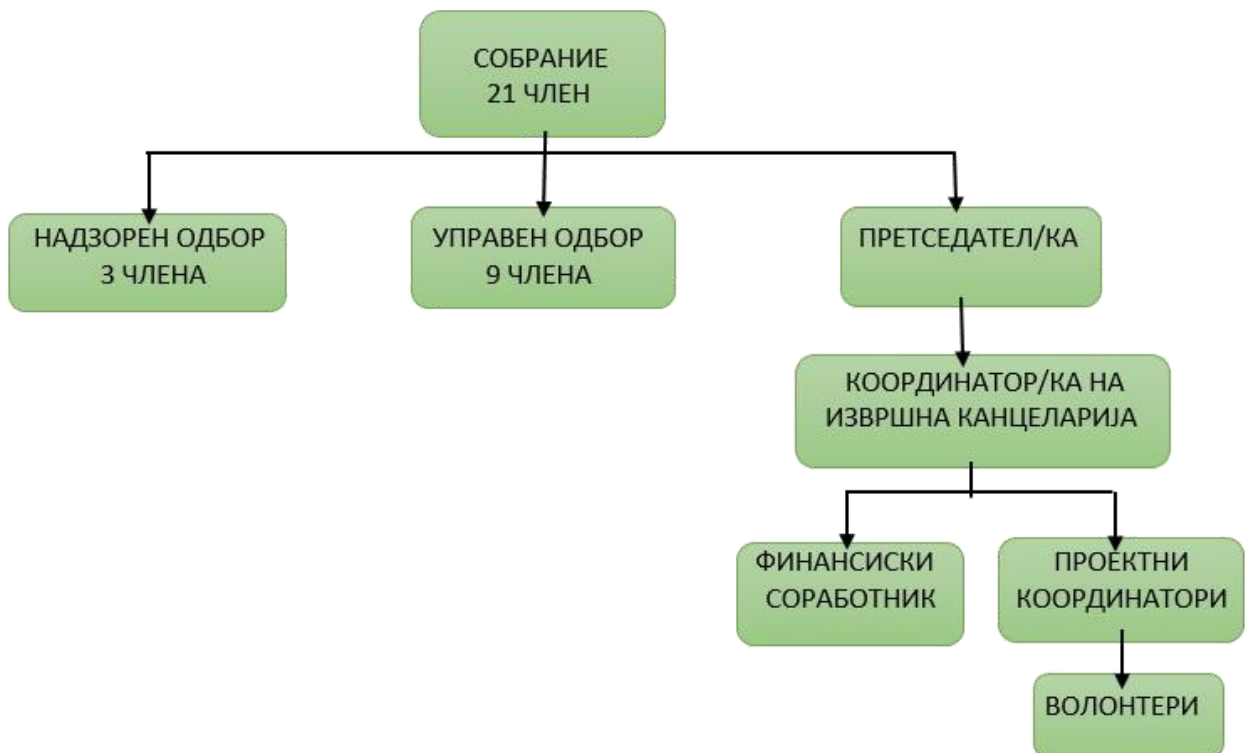 СОБРАНИЕ
21 ЧЛЕН
НАДЗОРЕН ОДБОР
3 ЧЛЕНА
УПРАВЕН ОДБОР
9 ЧЛЕНА
ПРЕТСЕДАТЕЛ/КА
КООРДИНАТОР/КА НА
ИЗВРШНА КАНЦЕЛАРИЈА
ФИНАНСИСКИ
СОРАБОТНИК
ПРОЕКТНИ
КООРДИНАТОРИ
ВОЛОНТЕРИ